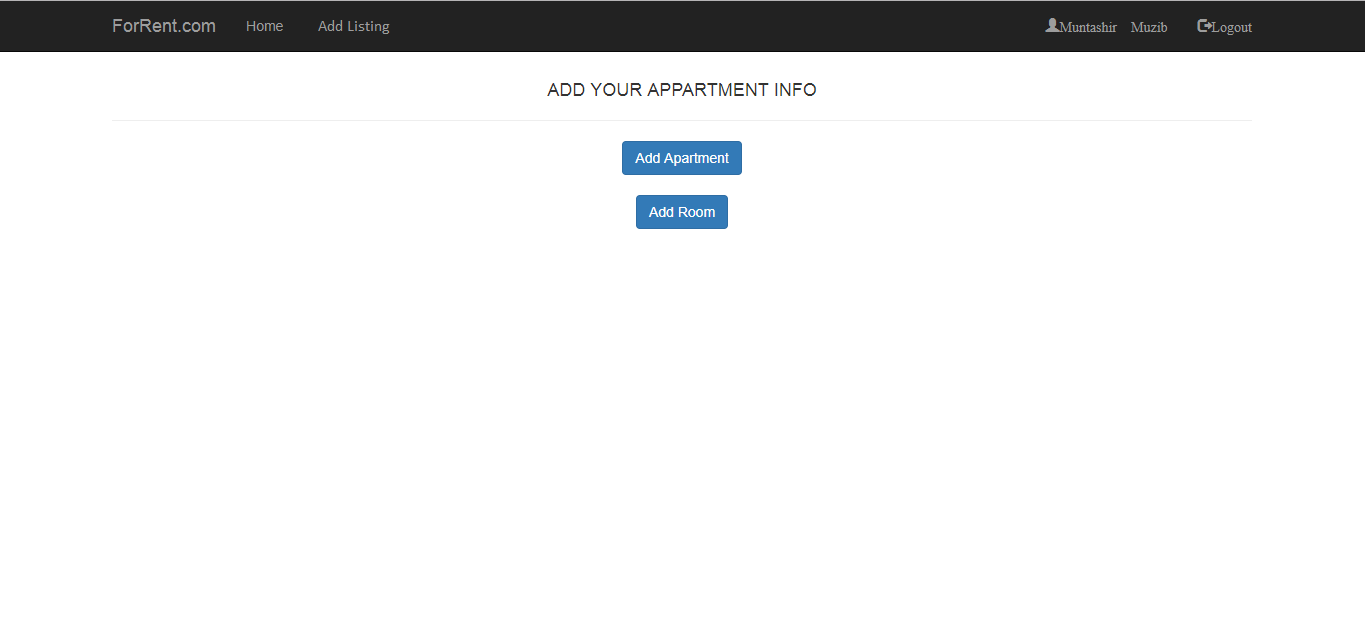 ForRent.com Home Add Listing Muntashir Muzib Logout
ADD YOUR APPARTMENT INFO
Add Apartment
Add Room